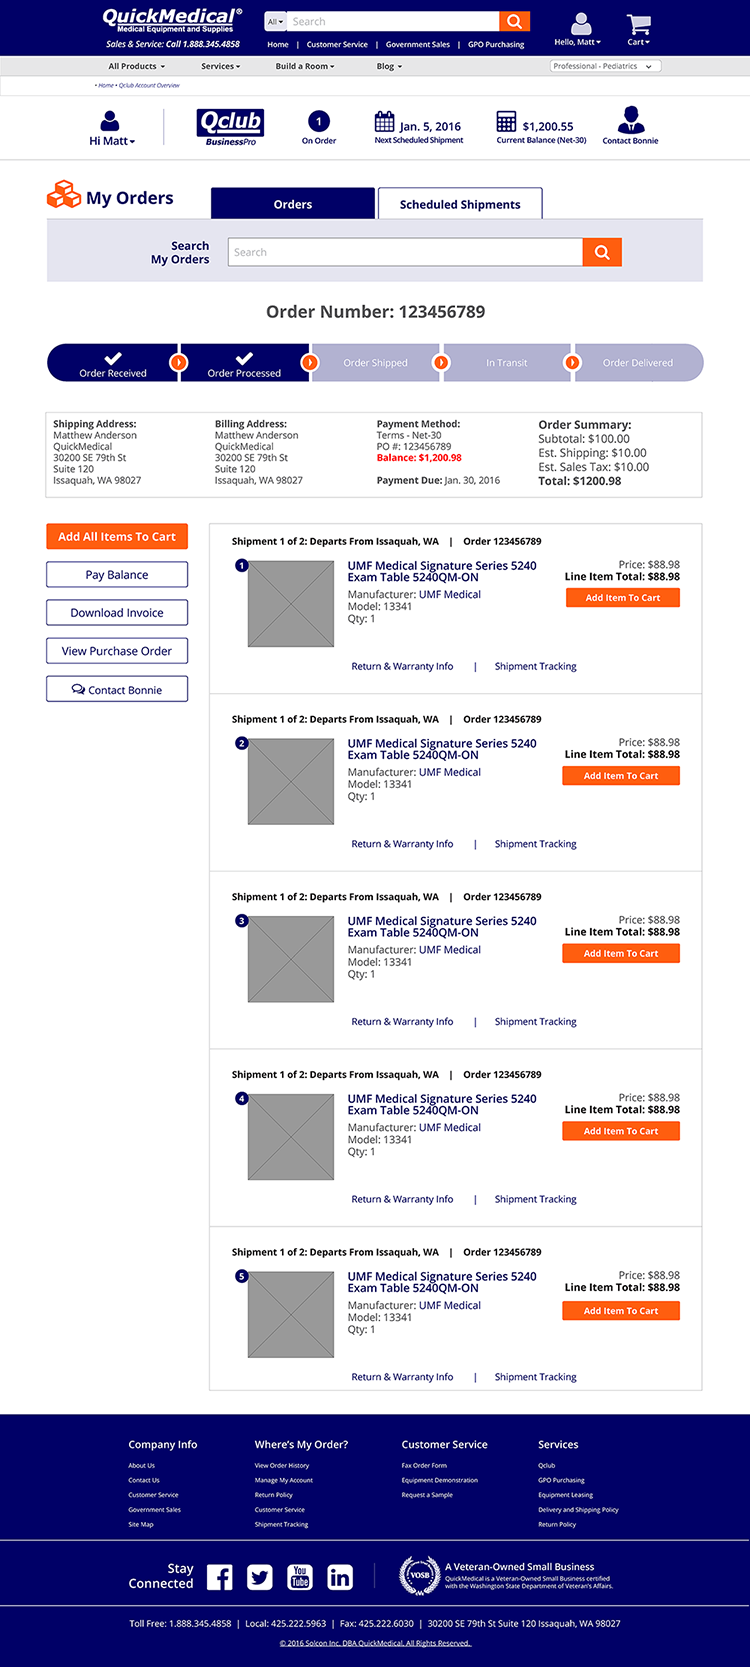 QuickMedical®
Medical Equipment and Supplies
Sales & Service: Call 1.888.345.4858
All
Search
Home | Customer Service | Government Sales | GPO Purchasing
Hello, Matt
Cart
All Products
Services
Build a Room
Blog
Professional - Pediatrics
• Home • Qclub Account Overview
Hi Matt
Qclub
BusinessPro
1
On Order
Jan. 5, 2016
Next Scheduled Shipment
$1,200.55
Current Balance (Net-30)
Contact Bonnie
My Orders
Orders
Scheduled Shipments
Search
My Orders
Search
Order Number: 123456789
Order Received
Order Processed
Order Shipped
In Transit
Order Delivered
Shipping Address:
Matthew Anderson
QuickMedical
30200 SE 79th St
Suite 120
Issaquah, WA 98027
Billing Address:
Matthew Anderson
QuickMedical
30200 SE 79th St
Suite 120
Issaquah, WA 98027
Payment Method:
Terms - Net-30
PO #: 123456789
Balance: $1,200.98
Payment Due: Jan. 30, 2016
Order Summary:
Subtotal: $100.00
Est. Shipping: $10.00
Est. Sales Tax: $10.00
Total: $1200.98
Add All Items To Cart
Pay Balance
Download Invoice
View Purchase Order
Contact Bonnie
Shipment 1 of 2: Departs From Issaquah, WA | Order 123456789
1
UMF Medical Signature Series 5240
Exam Table 5240QM-ON
Manufacturer: UMF Medical
Model: 13341
Qty: 1
Price: $88.98
Line Item Total: $88.98
Add Item To Cart
Return & Warranty Info | Shipment Tracking
Shipment 1 of 2: Departs From Issaquah, WA | Order 123456789
2
UMF Medical Signature Series 5240
Exam Table 5240QM-ON
Manufacturer: UMF Medical
Model: 13341
Qty: 1
Price: $88.98
Line Item Total: $88.98
Add Item To Cart
Return & Warranty Info | Shipment Tracking
Shipment 1 of 2: Departs From Issaquah, WA | Order 123456789
3
UMF Medical Signature Series 5240
Exam Table 5240QM-ON
Manufacturer: UMF Medical
Model: 13341
Qty: 1
Price: $88.98
Line Item Total: $88.98
Add Item To Cart
Return & Warranty Info | Shipment Tracking
Shipment 1 of 2: Departs From Issaquah, WA | Order 123456789
4
UMF Medical Signature Series 5240
Exam Table 5240QM-ON
Manufacturer: UMF Medical
Model: 13341
Qty: 1
Price: $88.98
Line Item Total: $88.98
Add Item To Cart
Return & Warranty Info | Shipment Tracking
Shipment 1 of 2: Departs From Issaquah, WA | Order 123456789
5
UMF Medical Signature Series 5240
Exam Table 5240QM-ON
Manufacturer: UMF Medical
Model: 13341
Qty: 1
Price: $88.98
Line Item Total: $88.98
Add Item To Cart
Return & Warranty Info | Shipment Tracking
Company Info
About Us
Contact Us
Customer Service
Government Sales
Site Map
Where's My Order?
View Order History
Manage My Account
Return Policy
Customer Service
Shipment Tracking
Customer Service
Fax Order Form
Equipment Demonstration
Request a Sample
Services
Qclub
GPO Purchasing
Equipment Leasing
Delivery and Shipping Policy
Return Policy
Stay
Connected
You
Tube
in
VOSB
A Veteran-Owned Small Business
QuickMedical is a Veteran-Owned Small Business certified
with the Washington State Department of Veteran's Affairs.
Toll Free: 1.888.345.4858 | Local: 425.222.5963 | Fax: 425.222.6030 | 30200 SE 79th St Suite 120 Issaquah, WA 98027
© 2016 Solcon Inc. DBA QuickMedical. All Rights Reserved.